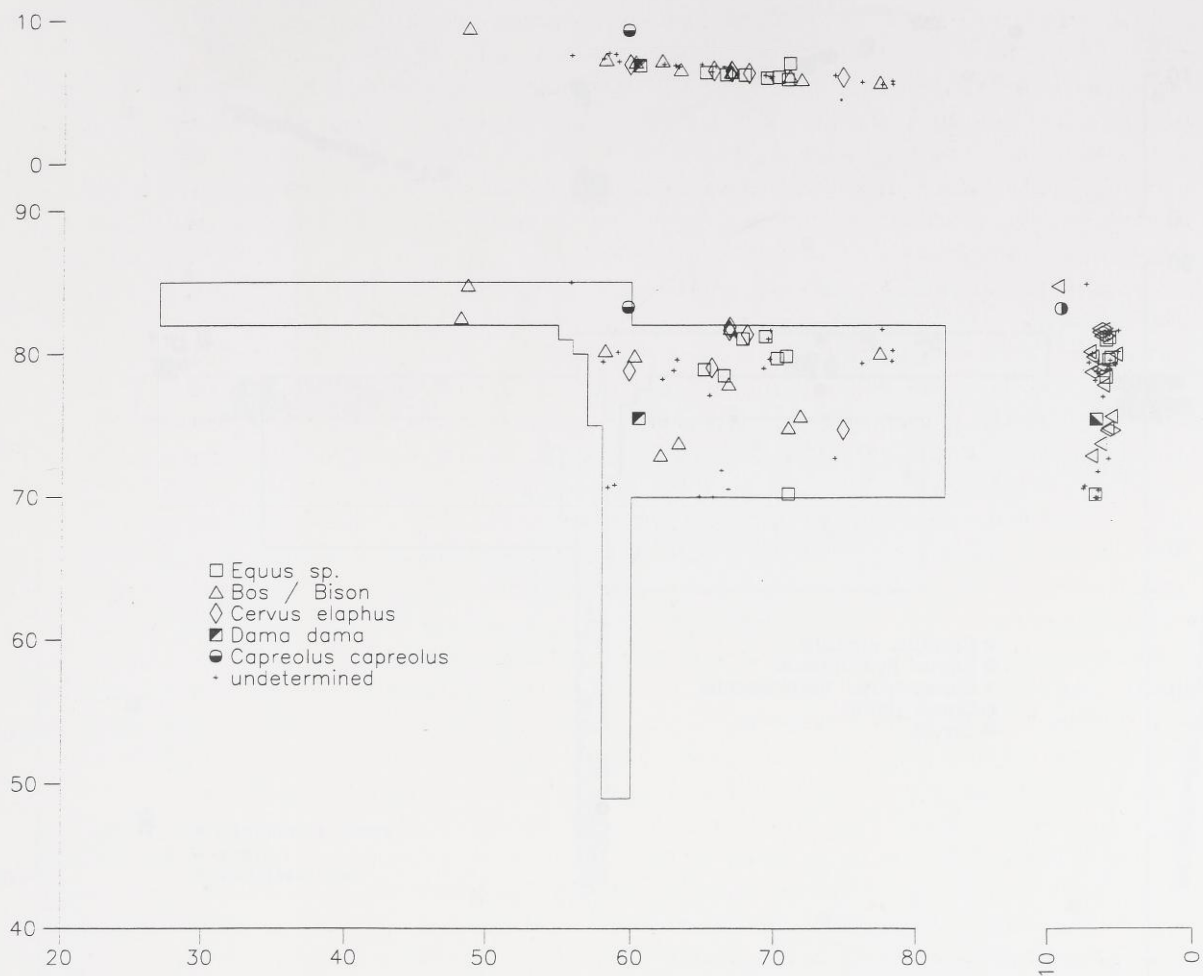 10
0
90
80
70
60
50
40
Equus sp.
Bos / Bison
Cervus elaphus
Dama dama
Capreolus capreolus
undetermined
20 30 40 50 60 70 80 10 0